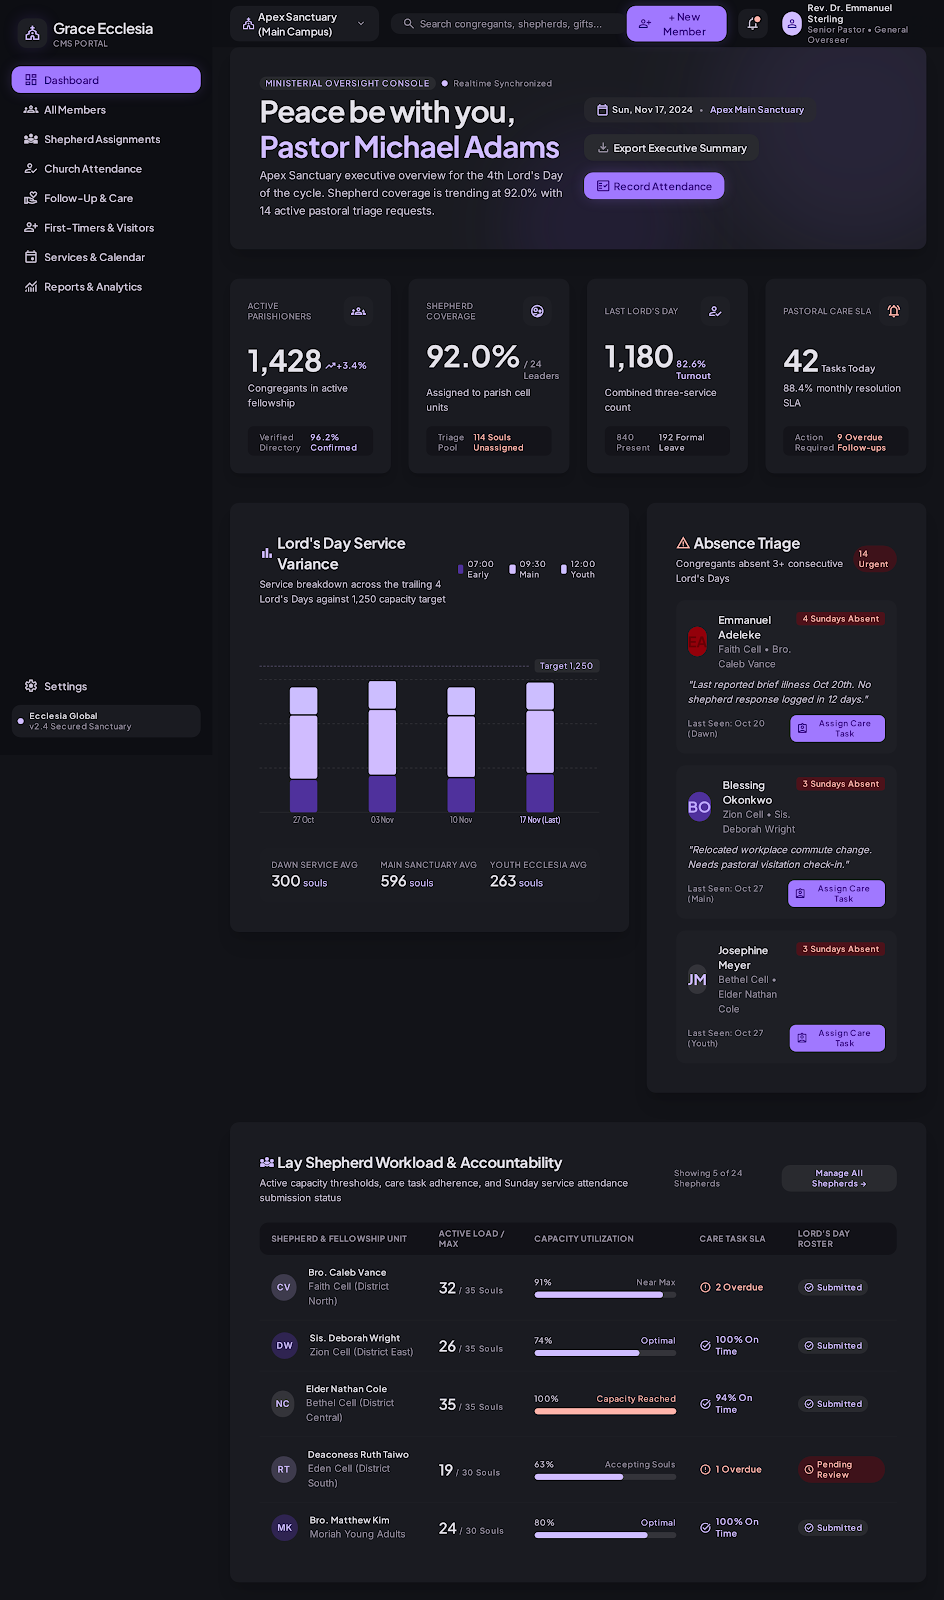 Grace Ecclesia
CMS PORTAL
Dashboard
All Members
Shepherd Assignments
Church Attendance
Follow-Up & Care
First-Timers & Visitors
Services & Calendar
Reports & Analytics
Settings
Ecclesia Global
v2.4 Secured Sanctuary
Apex Sanctuary
(Main Campus)
Search congregants, shepherds, gifts...
+ New
Member
Rev. Dr. Emmanuel
Sterling
Senior Pastor • General
Overseer
MINISTERIAL OVERSIGHT CONSOLE
Realtime Synchronized
Peace be with you,
Pastor Michael Adams
Apex Sanctuary executive overview for the 4th Lord's Day
of the cycle. Shepherd coverage is trending at 92.0% with
14 active pastoral triage requests.
Sun, Nov 17, 2024 • Apex Main Sanctuary
Export Executive Summary
Record Attendance
ACTIVE
PARISHIONERS
1,428 +3.4%
Congregants in active
fellowship
Verified
Directory
96.2%
Confirmed
SHEPHERD
COVERAGE
92.0% / 24
Leaders
Assigned to parish cell
units
Triage
Pool
114 Souls
Unassigned
LAST LORD'S DAY
1,180 82.6%
Turnout
Combined three-service
count
840
Present
192 Formal
Leave
PASTORAL CARE SLA
42 Tasks Today
88.4% monthly resolution
SLA
Action
Required
9 Overdue
Follow-ups
Lord's Day Service
Variance
Service breakdown across the trailing 4
Lord's Days against 1,250 capacity target
07:00
Early
09:30
Main
12:00
Youth
Target 1,250
27 Oct
03 Nov
10 Nov
17 Nov (Last)
DAWN SERVICE AVG
300 souls
MAIN SANCTUARY AVG
596 souls
YOUTH ECCLESIA AVG
263 souls
Absence Triage
Congregants absent 3+ consecutive
Lord's Days
14
Urgent
EA
Emmanuel
Adeleke
Faith Cell • Bro.
Caleb Vance
4 Sundays Absent
"Last reported brief illness Oct 20th. No
shepherd response logged in 12 days."
Last Seen: Oct 20
(Dawn)
Assign Care
Task
BO
Blessing
Okonkwo
Zion Cell • Sis.
Deborah Wright
3 Sundays Absent
"Relocated workplace commute change.
Needs pastoral visitation check-in."
Last Seen: Oct 27
(Main)
Assign Care
Task
JM
Josephine
Meyer
Bethel Cell •
Elder Nathan
Cole
3 Sundays Absent
Last Seen: Oct 27
(Youth)
Assign Care
Task
Lay Shepherd Workload & Accountability
Active capacity thresholds, care task adherence, and Sunday service attendance
submission status
Showing 5 of 24
Shepherds
Manage All
Shepherds →
SHEPHERD & FELLOWSHIP UNIT
ACTIVE LOAD /
MAX
CAPACITY UTILIZATION
CARE TASK SLA
LORD'S DAY
ROSTER
CV
Bro. Caleb Vance
Faith Cell (District
North)
32 / 35 Souls
91%
Near Max
2 Overdue
Submitted
DW
Sis. Deborah Wright
Zion Cell (District East)
26 / 35 Souls
74%
Optimal
100% On
Time
Submitted
NC
Elder Nathan Cole
Bethel Cell (District
Central)
35 / 35 Souls
100%
Capacity Reached
94% On
Time
Submitted
RT
Deaconess Ruth Taiwo
Eden Cell (District
South)
19 / 30 Souls
63%
Accepting Souls
1 Overdue
Pending
Review
MK
Bro. Matthew Kim
Moriah Young Adults
24 / 30 Souls
80%
Optimal
100% On
Time
Submitted